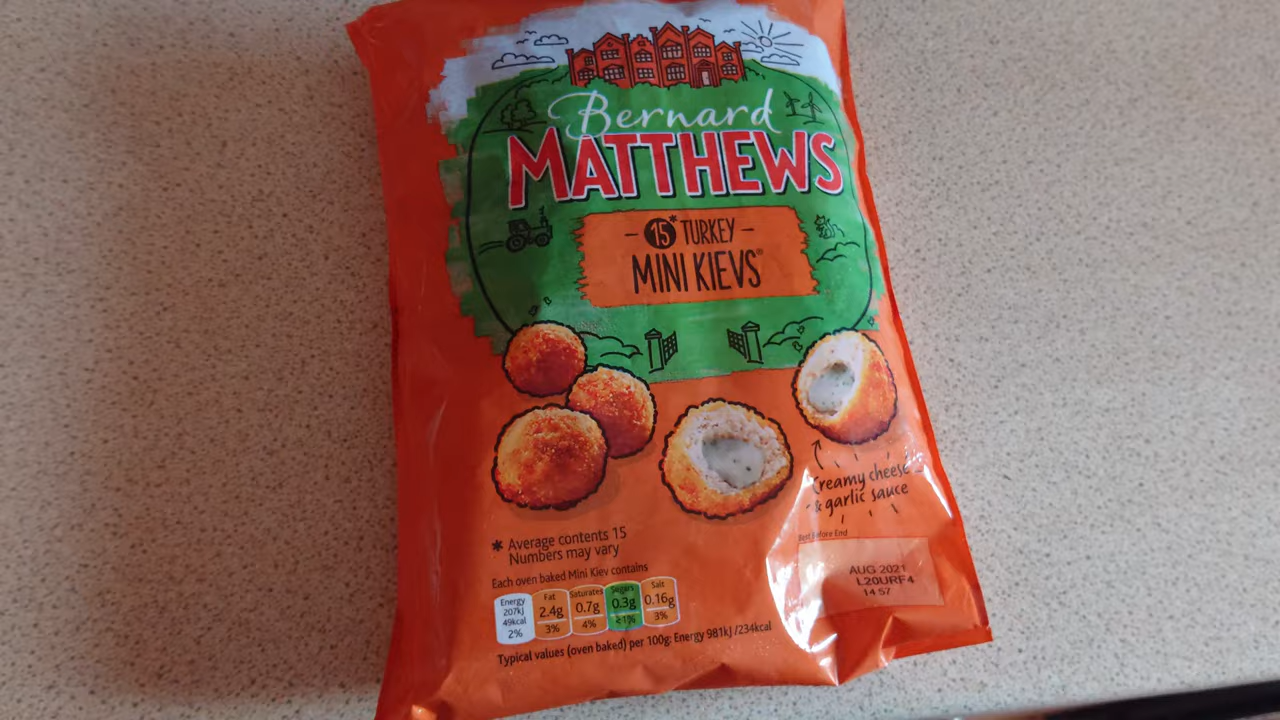 Bernard
MATTHEWS
- 15* TURKEY -
MINI KIEVS®
Creamy cheese
& garlic sauce
* Average contents 15
Numbers may vary
Best Before End
AUG 2021
L20URF4
14 57
Each oven baked Mini Kiev contains
Energy 207kJ 49kcal 2%
Fat 2.4g 3%
Saturates 0.7g 4%
Sugars 0.3g <1%
Salt 0.16g 3%
Typical values (oven baked) per 100g: Energy 981kJ /234kcal